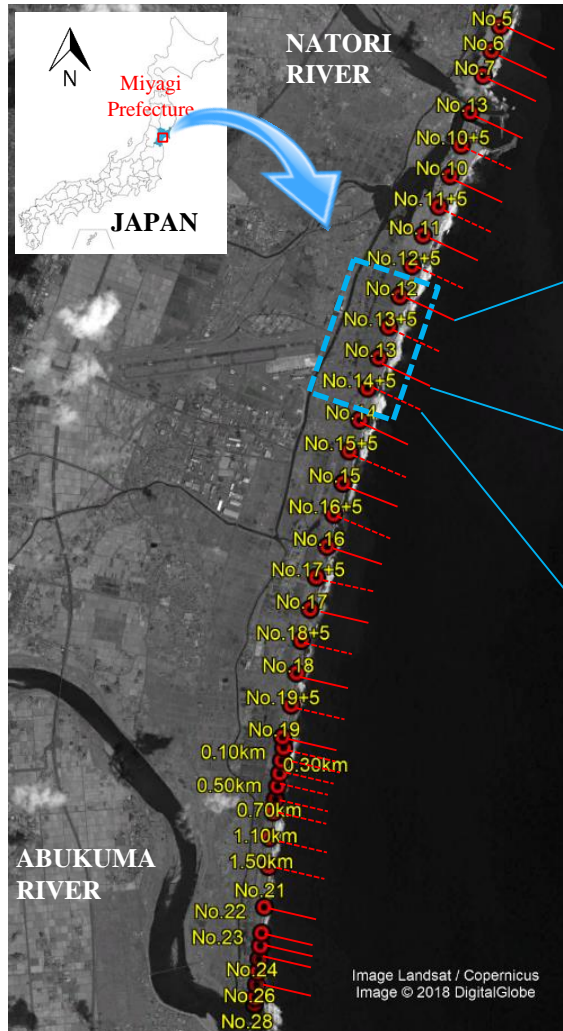 NATORI
RIVER
N
Miyagi
Prefecture
JAPAN
No.5
No.6
No.7
No.13
No.10+5
No.10
No.11+5
No.11
No.12+5
No.12
No.13+5
No.13
No.14+5
No.14
No.15+5
No.15
No.16+5
No.16
No.17+5
No.17
No.18+5
No.18
No.19+5
No.19
0.10km
0.30km
0.50km
0.70km
1.10km
1.50km
ABUKUMA
RIVER
No.21
No.22
No.23
No.24
No.26
No.28
Image Landsat / Copernicus
Image © 2018 DigitalGlobe